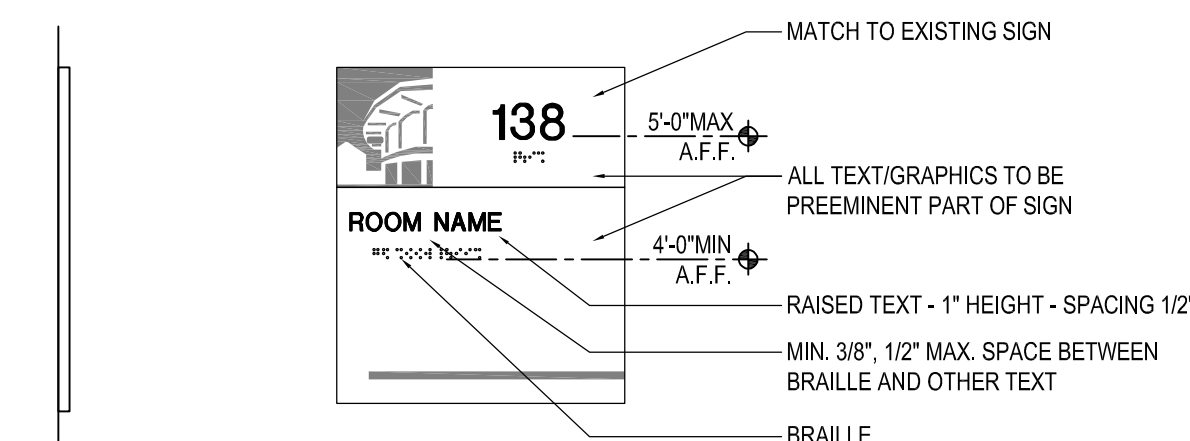 MATCH TO EXISTING SIGN
138
5'-0"MAX
A.F.F.
ALL TEXT/GRAPHICS TO BE
PREEMINENT PART OF SIGN
ROOM NAME
4'-0"MIN
A.F.F.
RAISED TEXT - 1" HEIGHT - SPACING 1/2"
MIN. 3/8", 1/2" MAX. SPACE BETWEEN
BRAILLE AND OTHER TEXT
BRAILLE